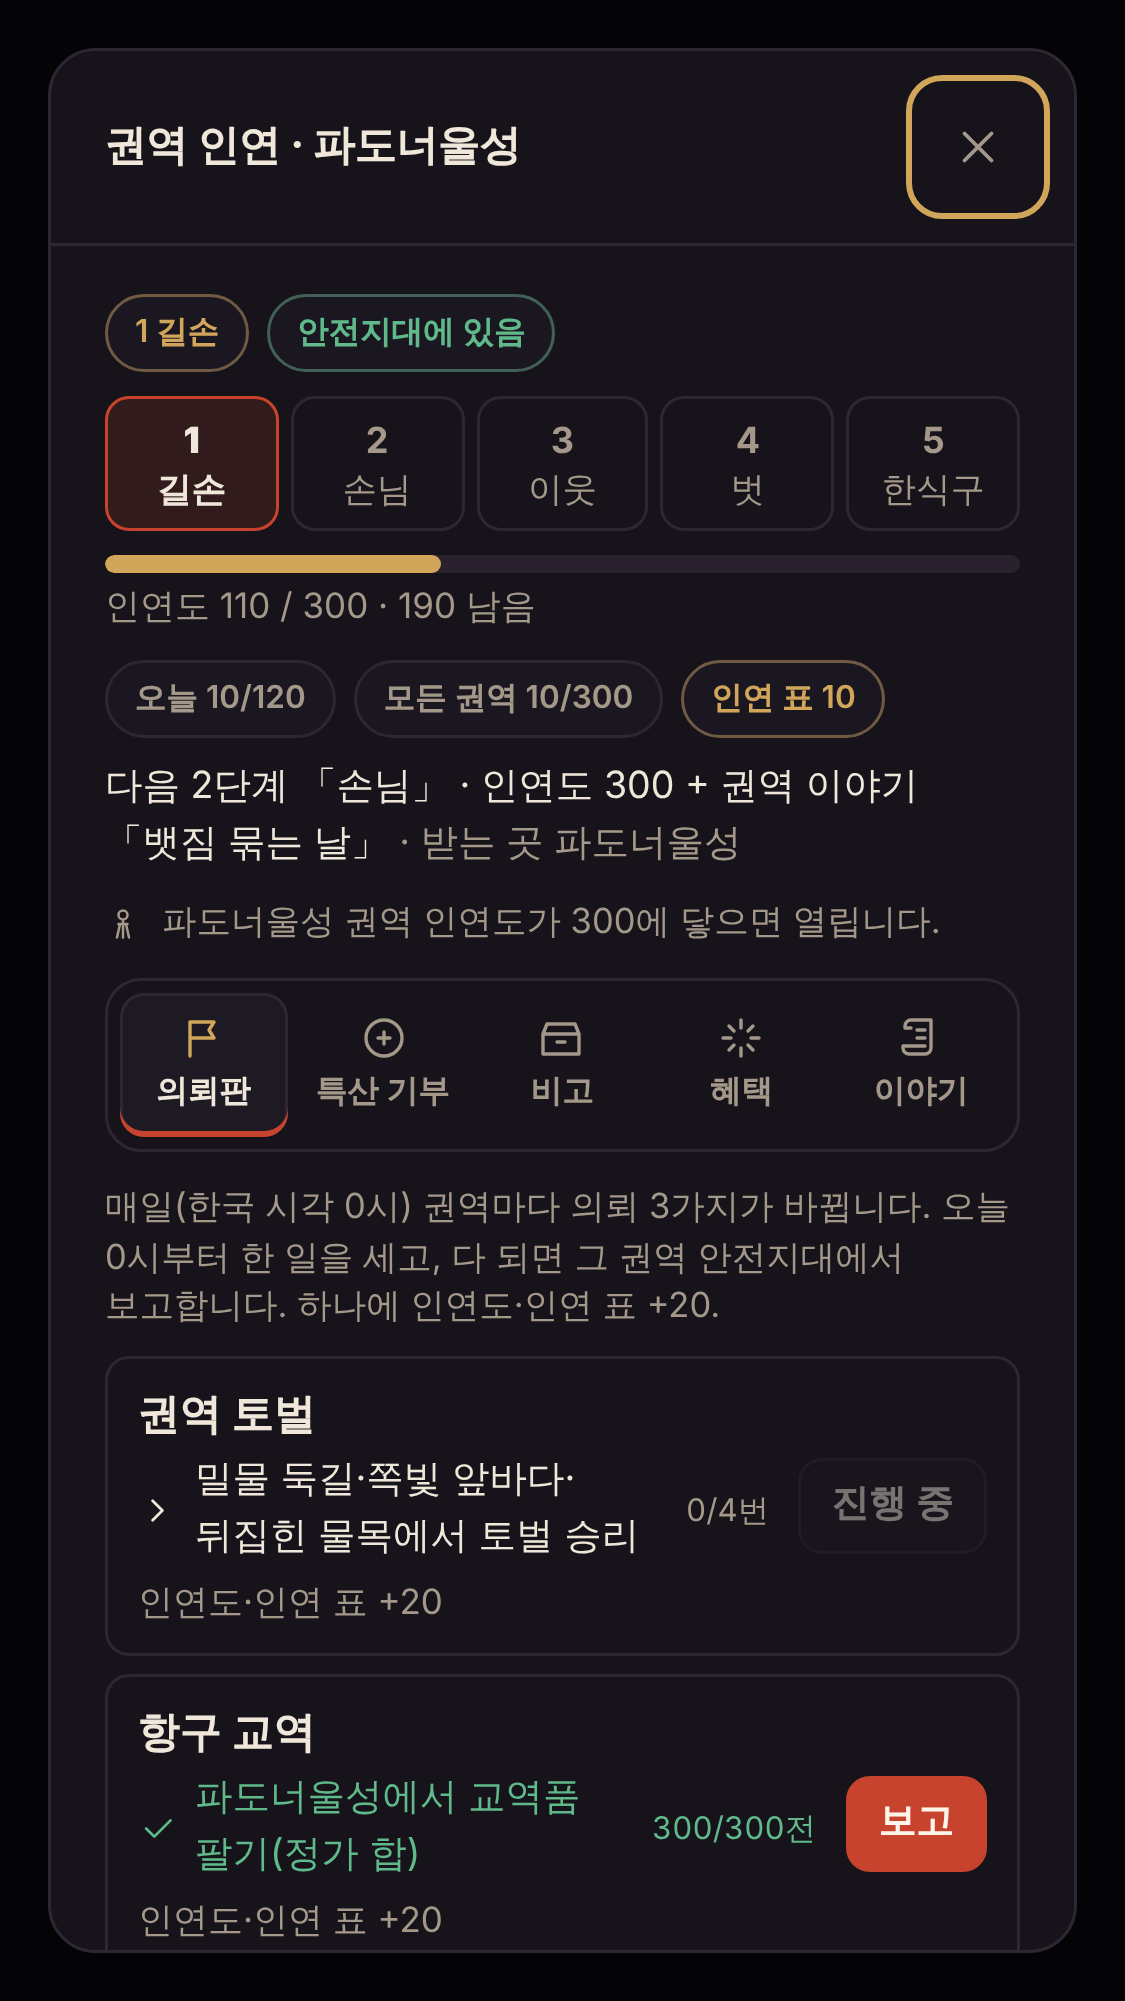 권역 인연 · 파도너울성
1 길손
안전지대에 있음
1
길손
2
손님
3
이웃
4
벗
5
한식구
인연도 110 / 300 · 190 남음
오늘 10/120
모든 권역 10/300
인연 표 10
다음 2단계 「손님」 · 인연도 300 + 권역 이야기
「뱃짐 묶는 날」 · 받는 곳 파도너울성
파도너울성 권역 인연도가 300에 닿으면 열립니다.
의뢰판
특산 기부
비고
혜택
이야기
매일(한국 시각 0시) 권역마다 의뢰 3가지가 바뀝니다. 오늘
0시부터 한 일을 세고, 다 되면 그 권역 안전지대에서
보고합니다. 하나에 인연도·인연 표 +20.
권역 토벌
밀물 둑길·쪽빛 앞바다·
뒤집힌 물목에서 토벌 승리
0/4번
진행 중
인연도·인연 표 +20
항구 교역
파도너울성에서 교역품
팔기(정가 합)
300/300전
보고
인연도·인연 표 +20